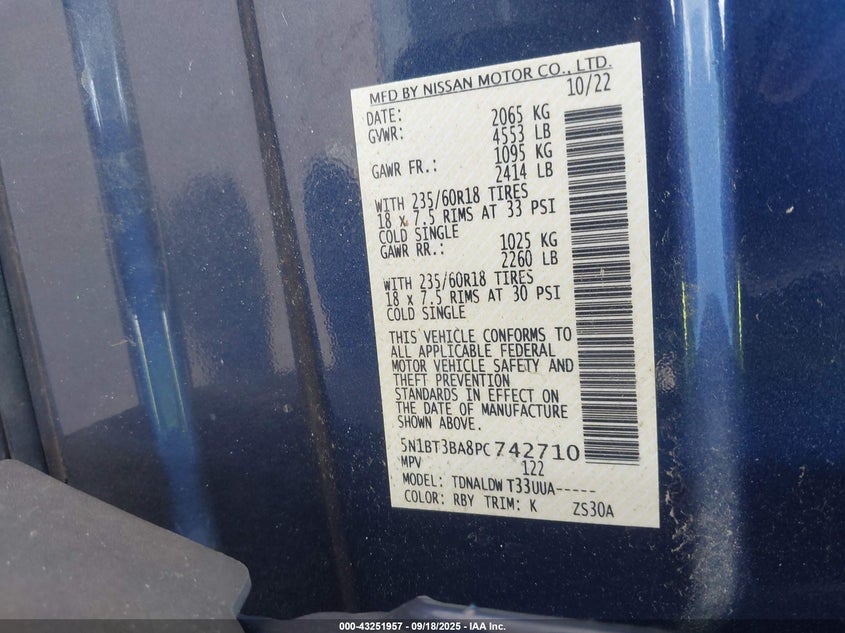 MFD BY NISSAN MOTOR CO., LTD.
10/22
DATE: 2065 KG
GVWR: 4553 LB
1095 KG
GAWR FR.: 2414 LB
WITH 235/60R18 TIRES
18 x 7.5 RIMS AT 33 PSI
COLD SINGLE
GAWR RR.: 1025 KG
2260 LB
WITH 235/60R18 TIRES
18 x 7.5 RIMS AT 30 PSI
COLD SINGLE
THIS VEHICLE CONFORMS TO
ALL APPLICABLE FEDERAL
MOTOR VEHICLE SAFETY AND
THEFT PREVENTION
STANDARDS IN EFFECT ON
THE DATE OF MANUFACTURE
SHOWN ABOVE.
5N1BT3BA8PC742710
MPV 122
MODEL: TDNALDW T33UUA-----
COLOR: RBY TRIM: K ZS30A
000-43251957 - 09/18/2025 - IAA Inc.